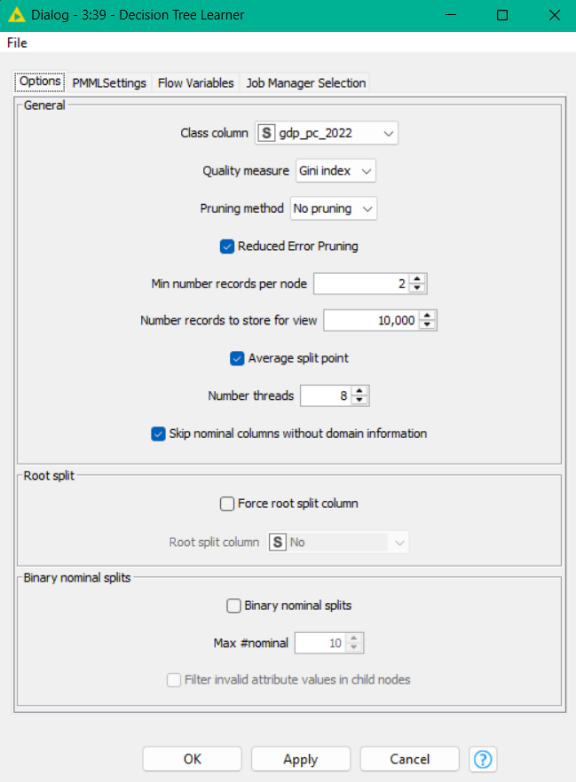 Dialog - 3:39 - Decision Tree Learner
File
Options PMMLSettings Flow Variables Job Manager Selection
General
Class column S gdp_pc_2022
Quality measure Gini index
Pruning method No pruning
Reduced Error Pruning
Min number records per node 2
Number records to store for view 10,000
Average split point
Number threads 8
Skip nominal columns without domain information
Root split
Force root split column
Root split column S No
Binary nominal splits
Binary nominal splits
Max #nominal 10
Filter invalid attribute values in child nodes
OK Apply Cancel ?